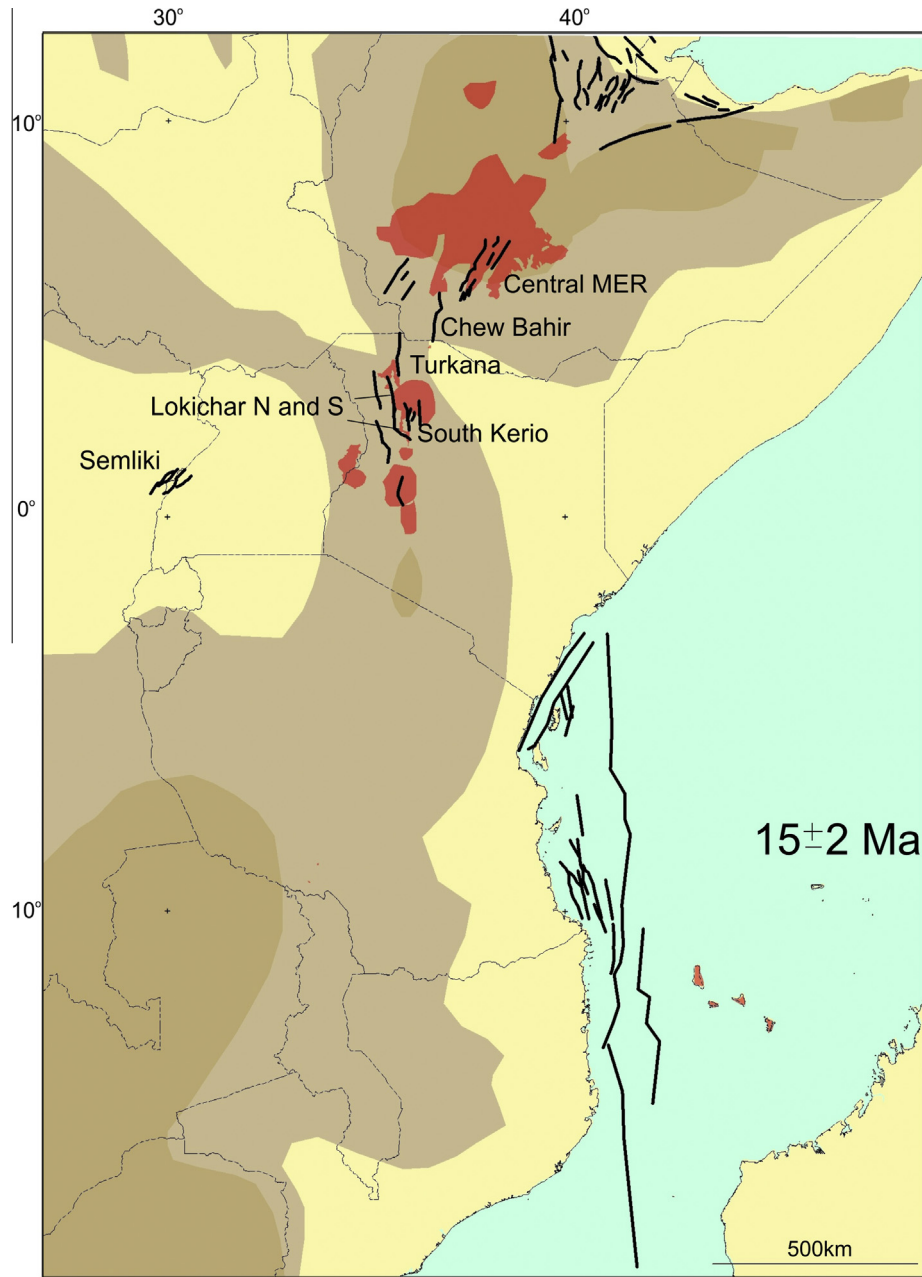 30° 40°
10°
Central MER
Chew Bahir
Turkana
Lokichar N and S
South Kerio
Semliki
0°
15±2 Ma
10°
500km